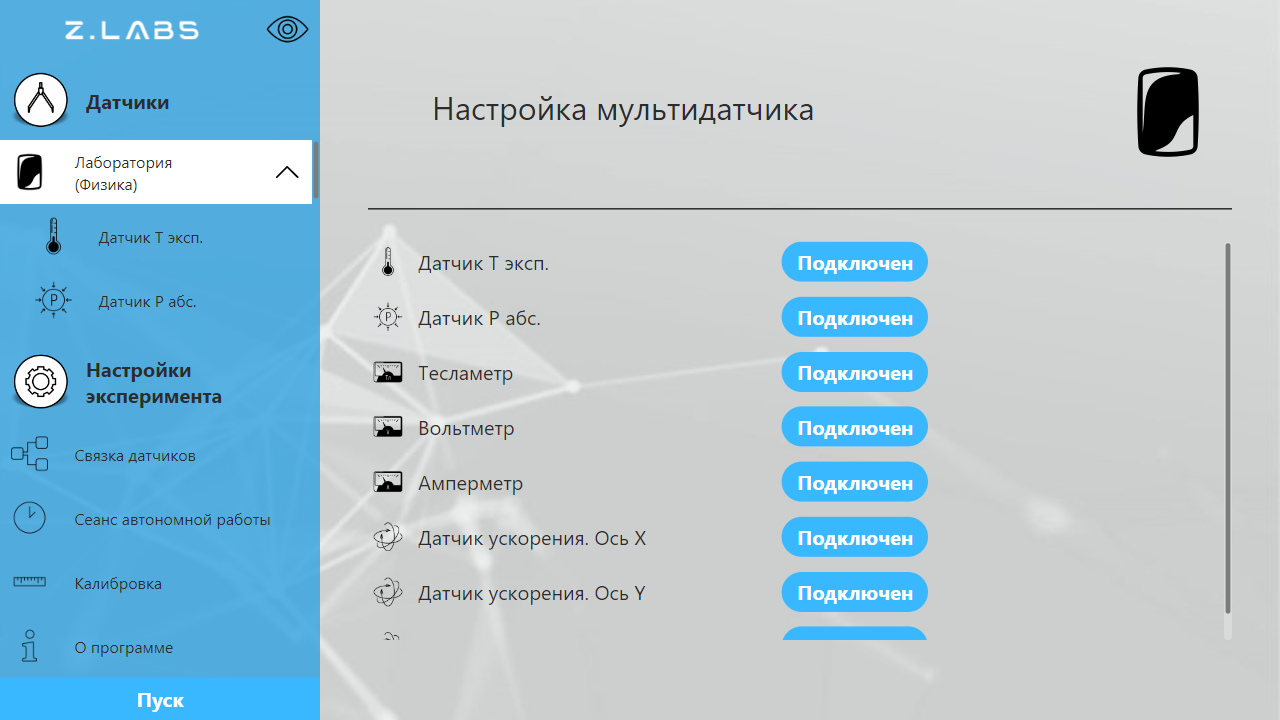 Z.LABS
Датчики
Лаборатория
(Физика)
Датчик T эксп.
P
Датчик P абс.
Настройки
эксперимента
Связка датчиков
Сеанс автономной работы
Калибровка
О программе
Пуск
Настройка мультидатчика
Датчик T эксп. Подключен
P Датчик P абс. Подключен
Тесламетр Подключен
Вольтметр Подключен
Амперметр Подключен
Датчик ускорения. Ось X Подключен
Датчик ускорения. Ось Y Подключен